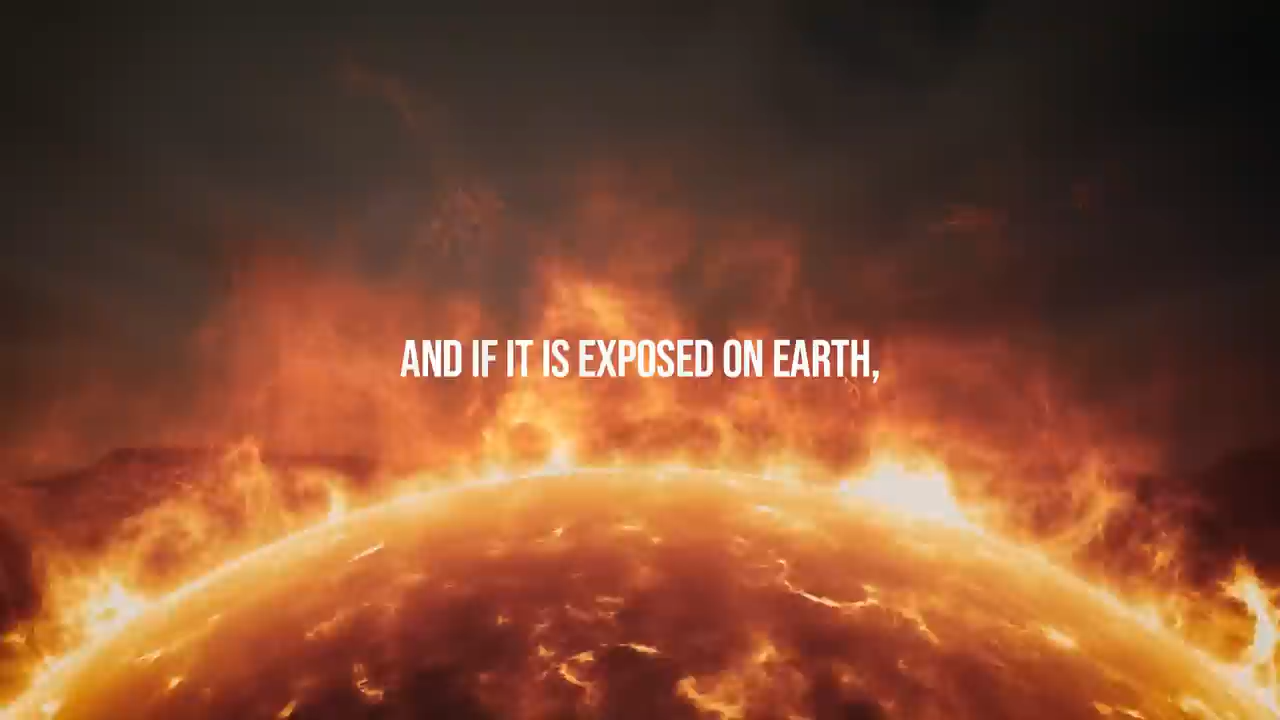 AND IF IT IS EXPOSED ON EARTH,